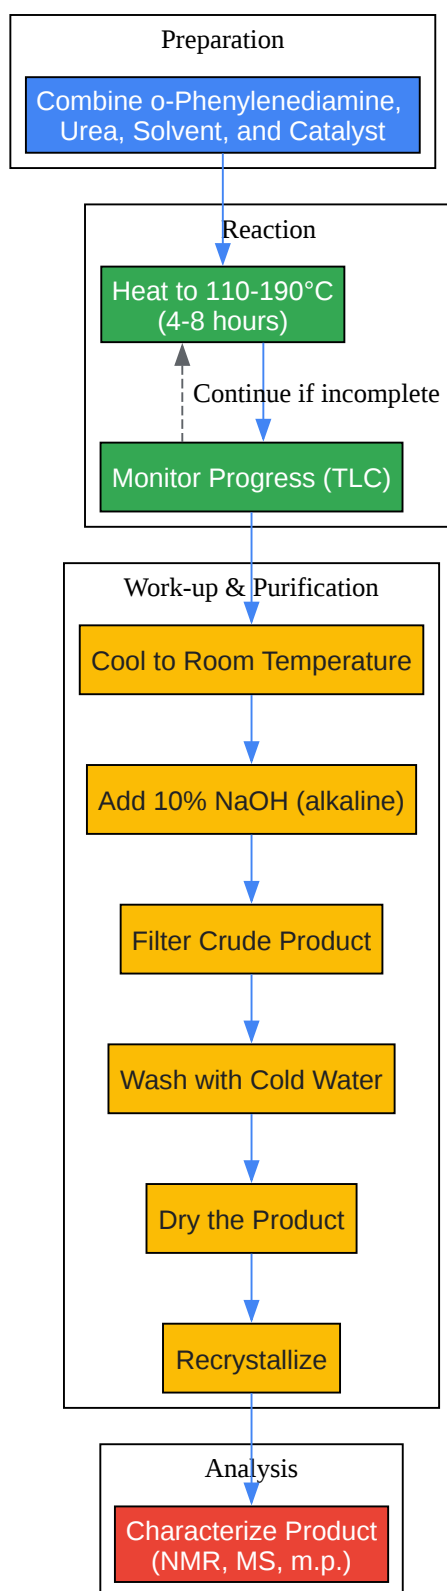 Preparation
Combine o-Phenylenediamine,
Urea, Solvent, and Catalyst
Reaction
Heat to 110-190°C
(4-8 hours)
Continue if incomplete
Monitor Progress (TLC)
Work-up & Purification
Cool to Room Temperature
Add 10% NaOH (alkaline)
Filter Crude Product
Wash with Cold Water
Dry the Product
Recrystallize
Analysis
Characterize Product
(NMR, MS, m.p.)